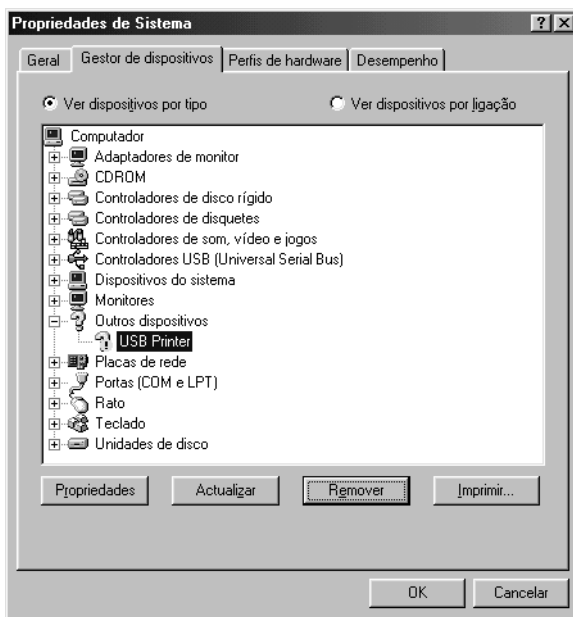 Propriedades de Sistema
Geral Gestor de dispositivos Perfis de hardware Desempenho
Ver dispositivos por tipo Ver dispositivos por ligação
Computador
Adaptadores de monitor
CDROM
Controladores de disco rígido
Controladores de disquetes
Controladores de som, vídeo e jogos
Controladores USB (Universal Serial Bus)
Dispositivos do sistema
Monitores
Outros dispositivos
USB Printer
Placas de rede
Portas (COM e LPT)
Rato
Teclado
Unidades de disco
Propriedades Actualizar Remover Imprimir...
OK Cancelar